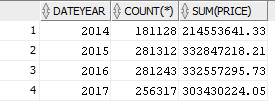 DATEYEAR COUNT(*) SUM(PRICE)
1 2014 181128 214553641.33
2 2015 281312 332847218.21
3 2016 281243 332557295.73
4 2017 256317 303430224.05